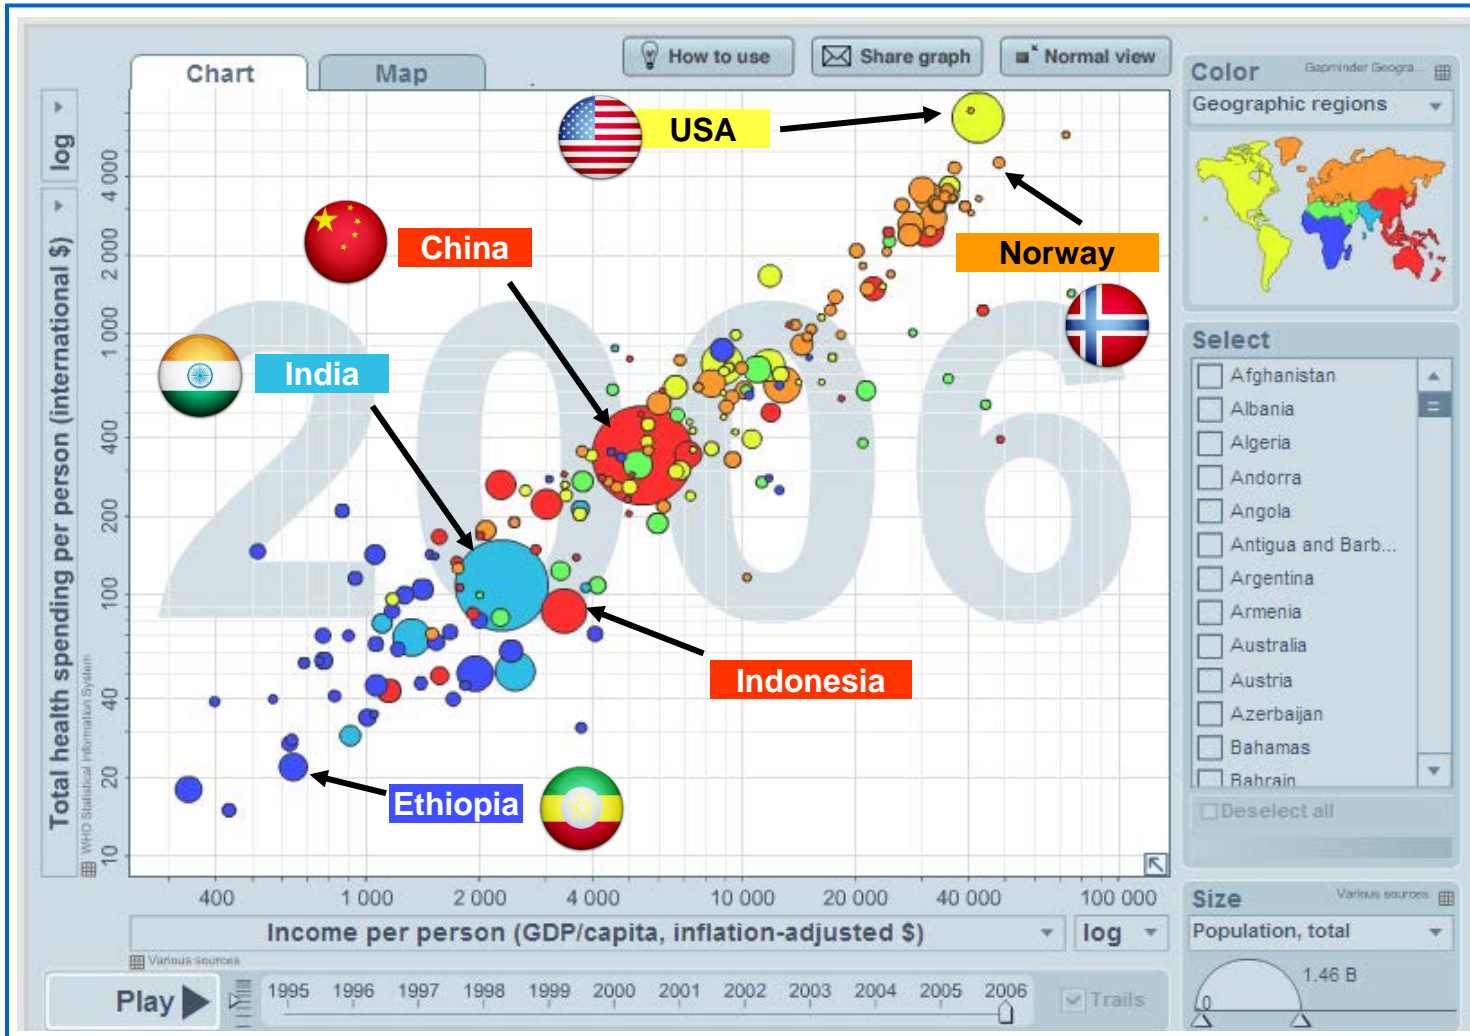 How to use
Share graph
Normal view
Chart
Map
Color
Gapminder Geogra...
Geographic regions
log
Total health spending per person (international $)
WHO Statistical Information System
4 000
2 000
1 000
400
200
100
40
20
10
2006
USA
China
Norway
India
Indonesia
Ethiopia
Select
Afghanistan
Albania
Algeria
Andorra
Angola
Antigua and Barb...
Argentina
Armenia
Australia
Austria
Azerbaijan
Bahamas
Bahrain
Deselect all
400
1 000
2 000
4 000
10 000
20 000
40 000
100 000
Income per person (GDP/capita, inflation-adjusted $)
log
Various sources
Size
Various sources
Population, total
1.46 B
0
Play
1995 1996 1997 1998 1999 2000 2001 2002 2003 2004 2005 2006
Trails